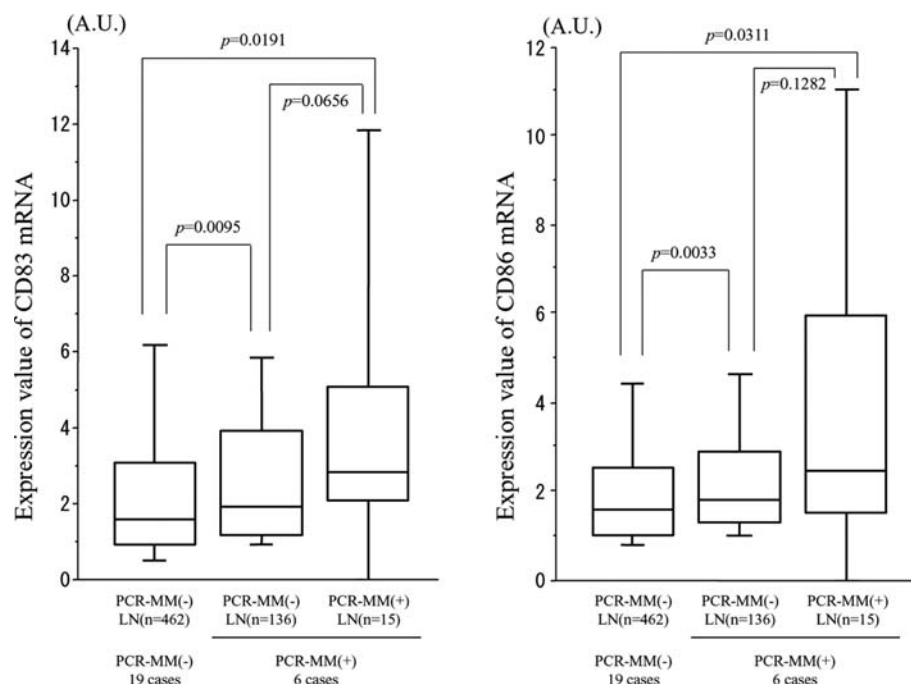 (A.U.)
Expression value of CD83 mRNA
14
12
10
8
6
4
2
0
p=0.0191
p=0.0656
p=0.0095
PCR-MM(-)
LN(n=462)
PCR-MM(-)
LN(n=136)
PCR-MM(+)
LN(n=15)
PCR-MM(-)
19 cases
PCR-MM(+)
6 cases
(A.U.)
Expression value of CD86 mRNA
12
10
8
6
4
2
0
p=0.0311
p=0.1282
p=0.0033
PCR-MM(-)
LN(n=462)
PCR-MM(-)
LN(n=136)
PCR-MM(+)
LN(n=15)
PCR-MM(-)
19 cases
PCR-MM(+)
6 cases